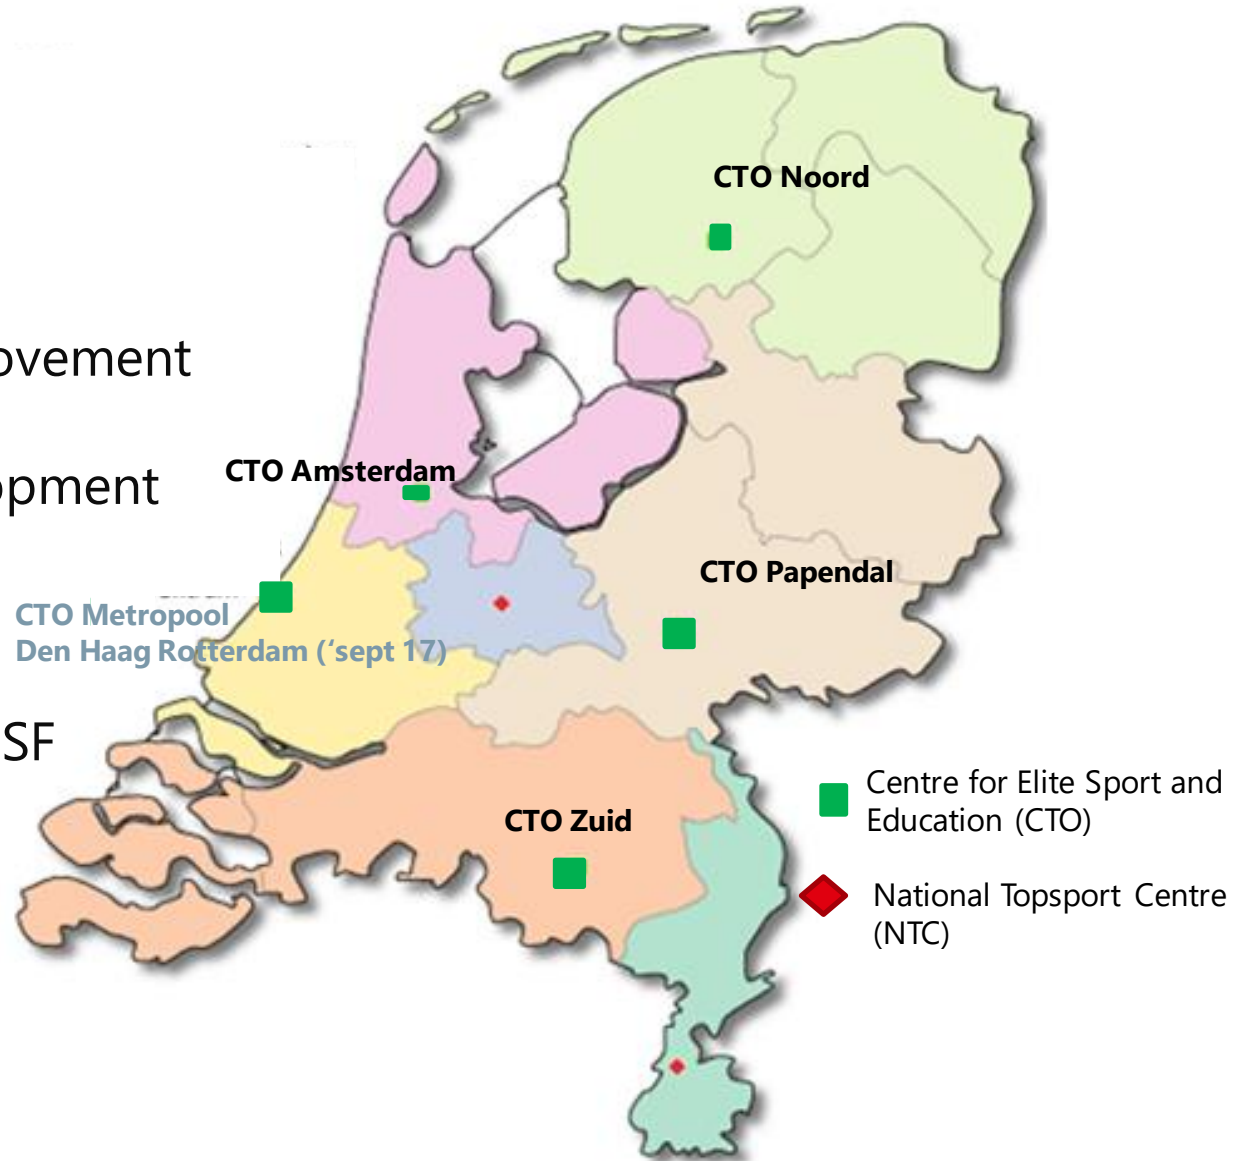 CTO Noord
ovement
CTO Amsterdam
opment
CTO Papendal
CTO Metropool
Den Haag Rotterdam (‘sept 17)
SF
CTO Zuid
Centre for Elite Sport and
Education (CTO)
National Topsport Centre
(NTC)